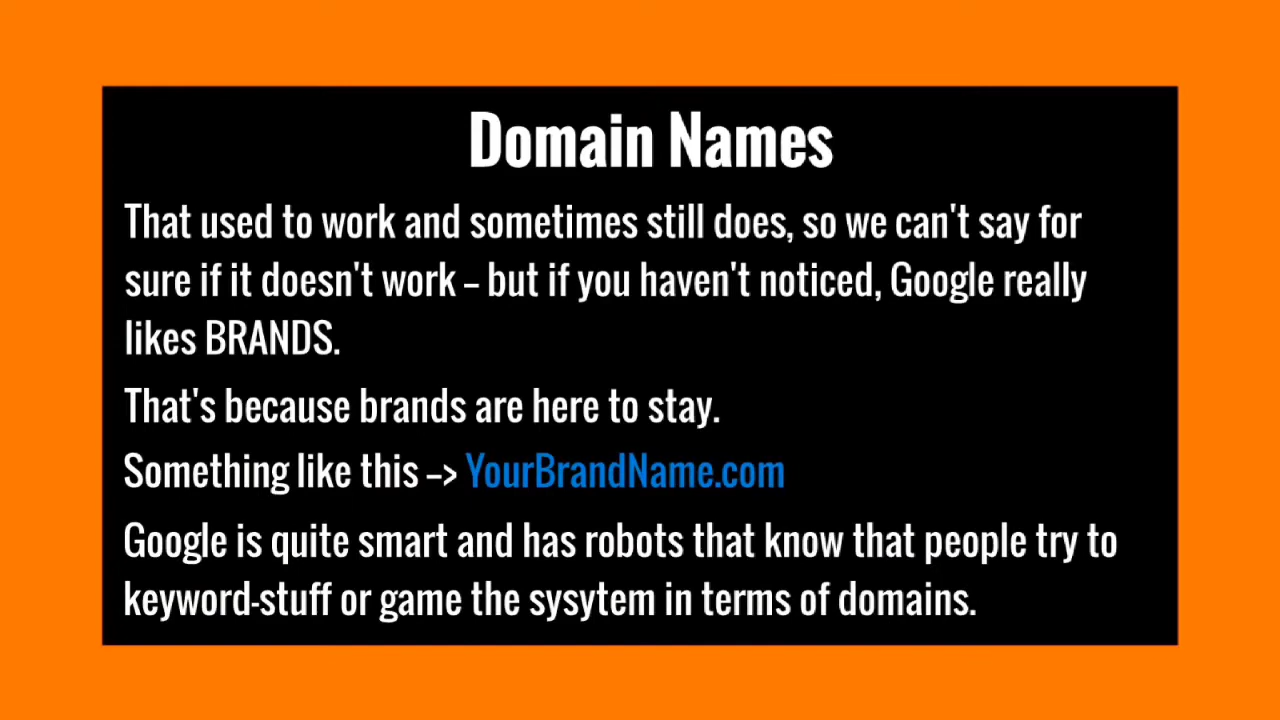 Domain Names
That used to work and sometimes still does, so we can't say for
sure if it doesn't work – but if you haven't noticed, Google really
likes BRANDS.
That's because brands are here to stay.
Something like this –> YourBrandName.com
Google is quite smart and has robots that know that people try to
keyword-stuff or game the sysytem in terms of domains.